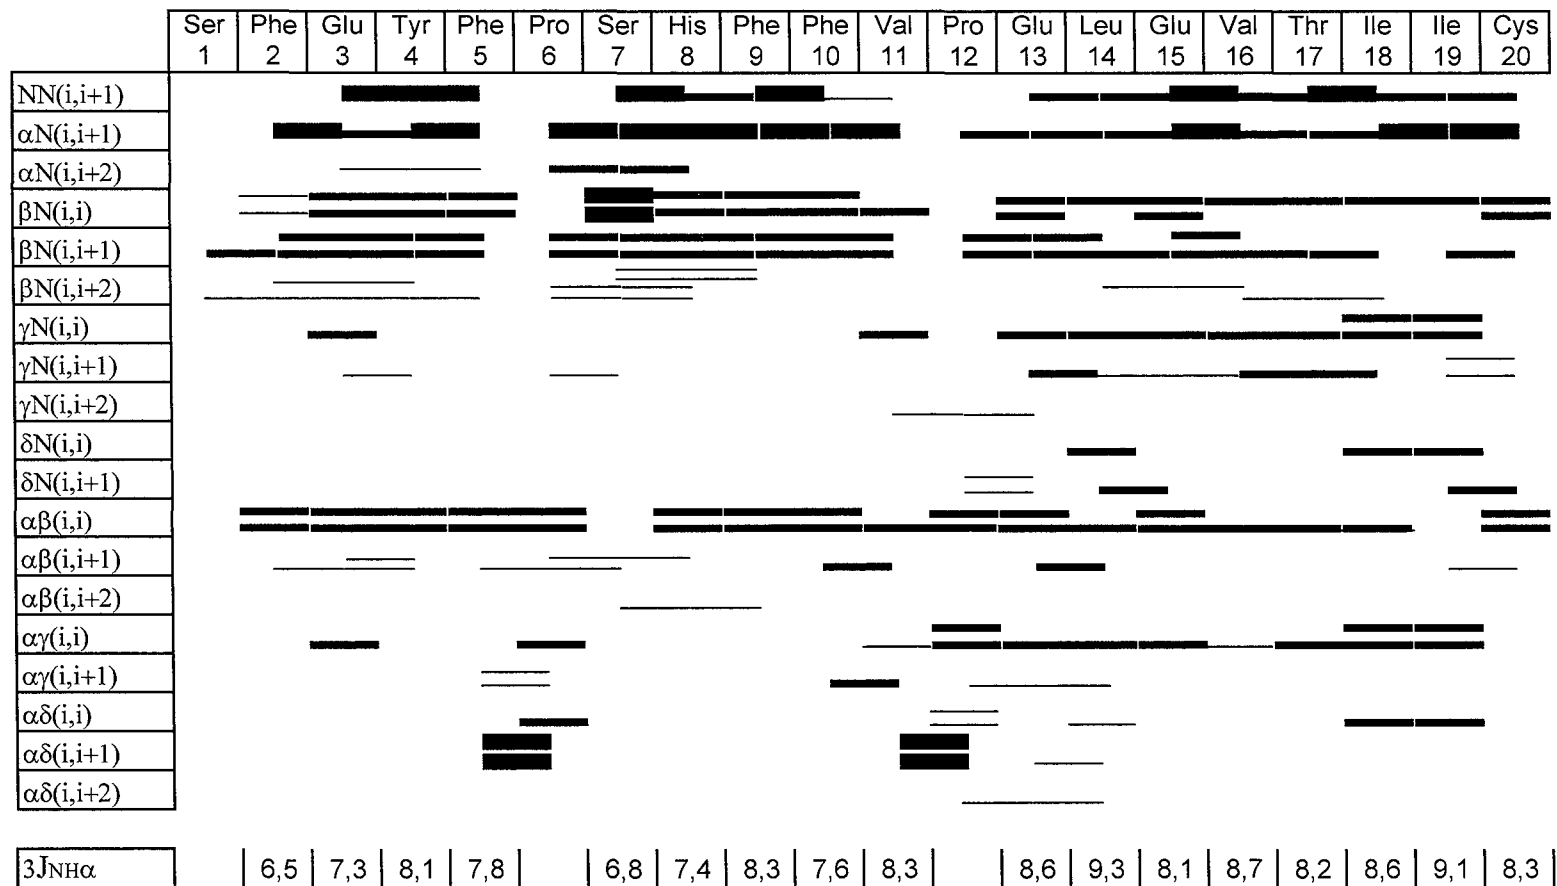 Ser Phe Glu Tyr Phe Pro Ser His Phe Phe Val Pro Glu Leu Glu Val Thr Ile Ile Cys
1 2 3 4 5 6 7 8 9 10 11 12 13 14 15 16 17 18 19 20
NN(i,i+1)
αN(i,i+1)
αN(i,i+2)
βN(i,i)
βN(i,i+1)
βN(i,i+2)
γN(i,i)
γN(i,i+1)
γN(i,i+2)
δN(i,i)
δN(i,i+1)
αβ(i,i)
αβ(i,i+1)
αβ(i,i+2)
αγ(i,i)
αγ(i,i+1)
αδ(i,i)
αδ(i,i+1)
αδ(i,i+2)
3JNHα 6,5 7,3 8,1 7,8 6,8 7,4 8,3 7,6 8,3 8,6 9,3 8,1 8,7 8,2 8,6 9,1 8,3